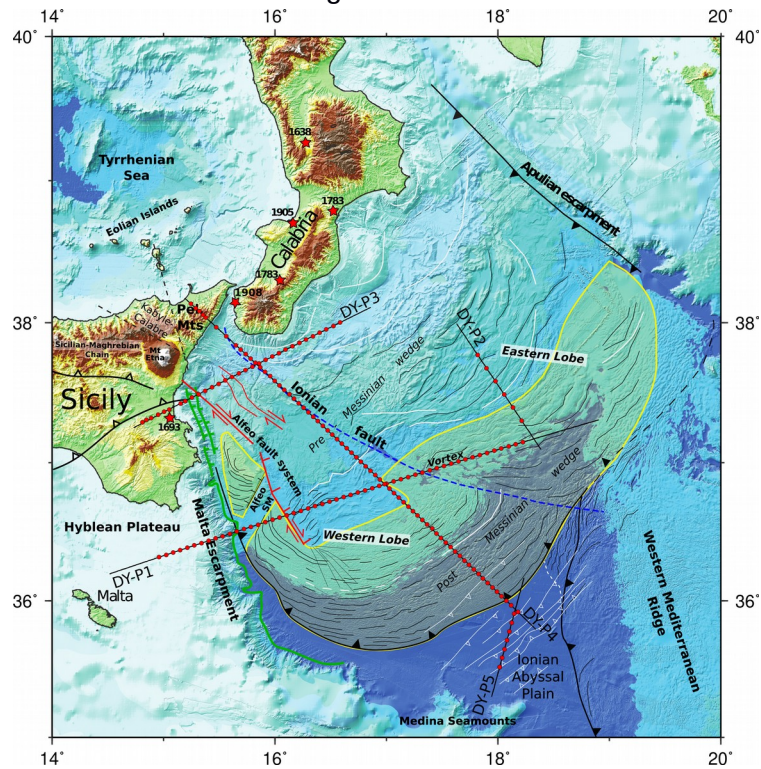 14˚ 16˚ 18˚ 20˚
40˚ 40˚
1638
Tyrrhenian
Sea
Apulian escarpment
1783
1905
Eolian Islands
Calabria
1783
1908
DY-P3
Pel.
Mts
Kabylo-
Calabre
DY-P2
38˚ 38˚
Sicilian-Maghrebian
Chain
Mt
Etna
Eastern Lobe
Messinian wedge
Pre
Ionian
fault
Sicily
1693
Alfeo fault system
Vortex
Alfeo
SM
Messinian wedge
Post
Hyblean Plateau
Malta Escarpment
Western Lobe
DY-P1
Malta
36˚ 36˚
Western Mediterranean
Ridge
DY-P4
DY-P5
Ionian
Abyssal
Plain
Medina Seamounts
14˚ 16˚ 18˚ 20˚